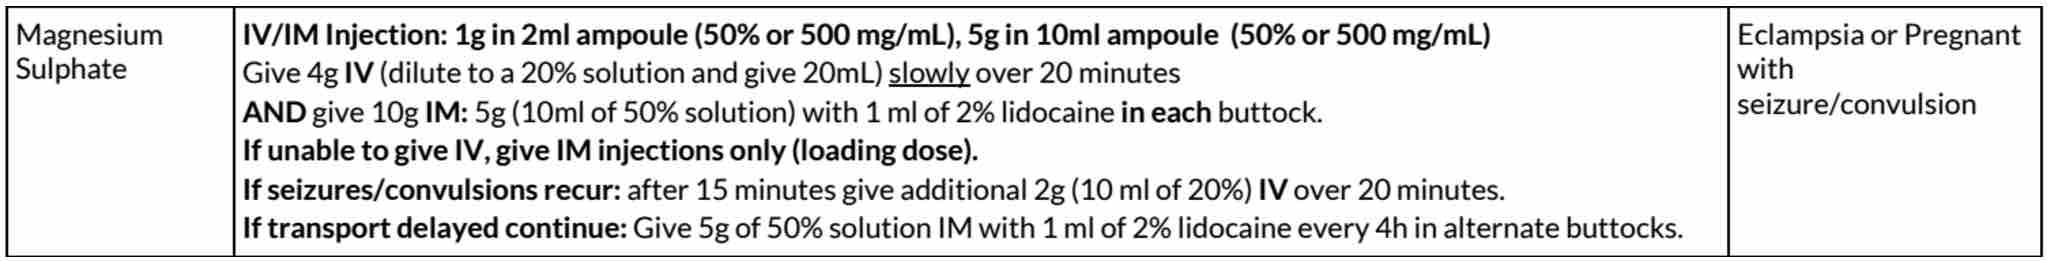 Magnesium
Sulphate
IV/IM Injection: 1g in 2ml ampoule (50% or 500 mg/mL), 5g in 10ml ampoule (50% or 500 mg/mL)
Give 4g IV (dilute to a 20% solution and give 20mL) slowly over 20 minutes
AND give 10g IM: 5g (10ml of 50% solution) with 1 ml of 2% lidocaine in each buttock.
If unable to give IV, give IM injections only (loading dose).
If seizures/convulsions recur: after 15 minutes give additional 2g (10 ml of 20%) IV over 20 minutes.
If transport delayed continue: Give 5g of 50% solution IM with 1 ml of 2% lidocaine every 4h in alternate buttocks.
Eclampsia or Pregnant
with
seizure/convulsion